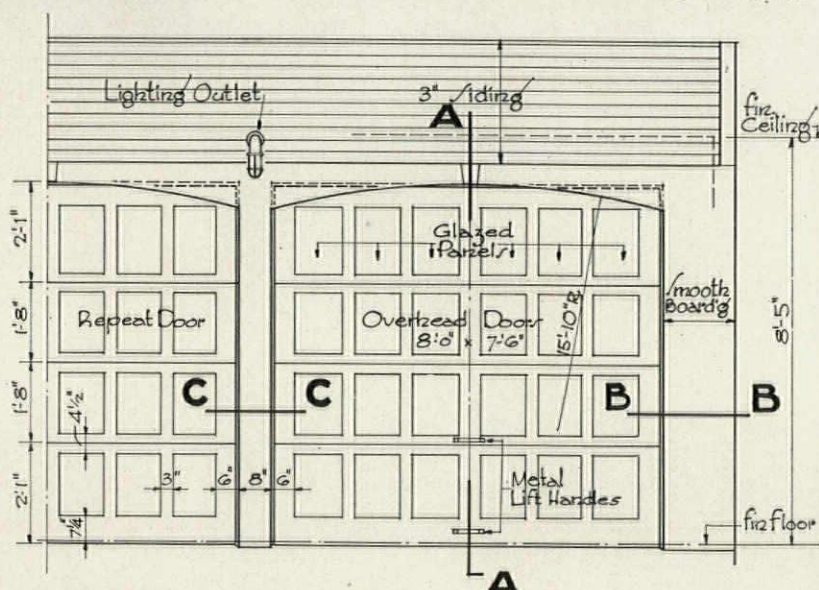 Lighting Outlet
3" Siding
A
fin.
Ceiling
2'-1"
Glazed
Panels
Smooth
Board'g
1'-8"
Repeat Door
Overhead Doors
8'-0" x 7'-6"
15'-10" R
8'-5"
1'-8"
C C
B B
4½"
2'-1"
3" 6" 8" 6"
Metal
Lift Handles
7¼"
fin floor
A